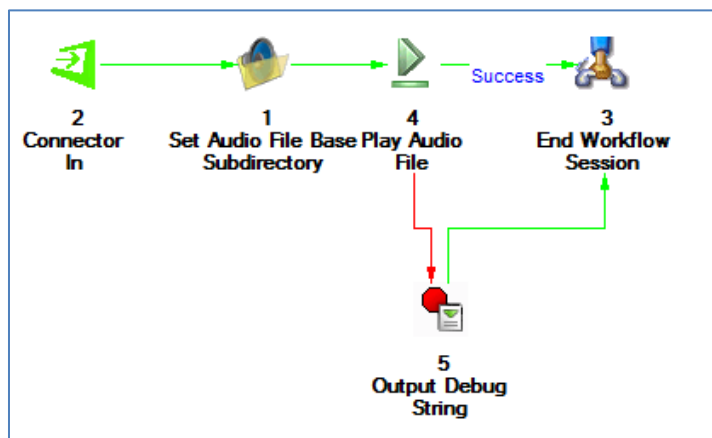 Success
2
Connector
In
1
Set Audio File Base
Subdirectory
4
Play Audio
File
3
End Workflow
Session
5
Output Debug
String